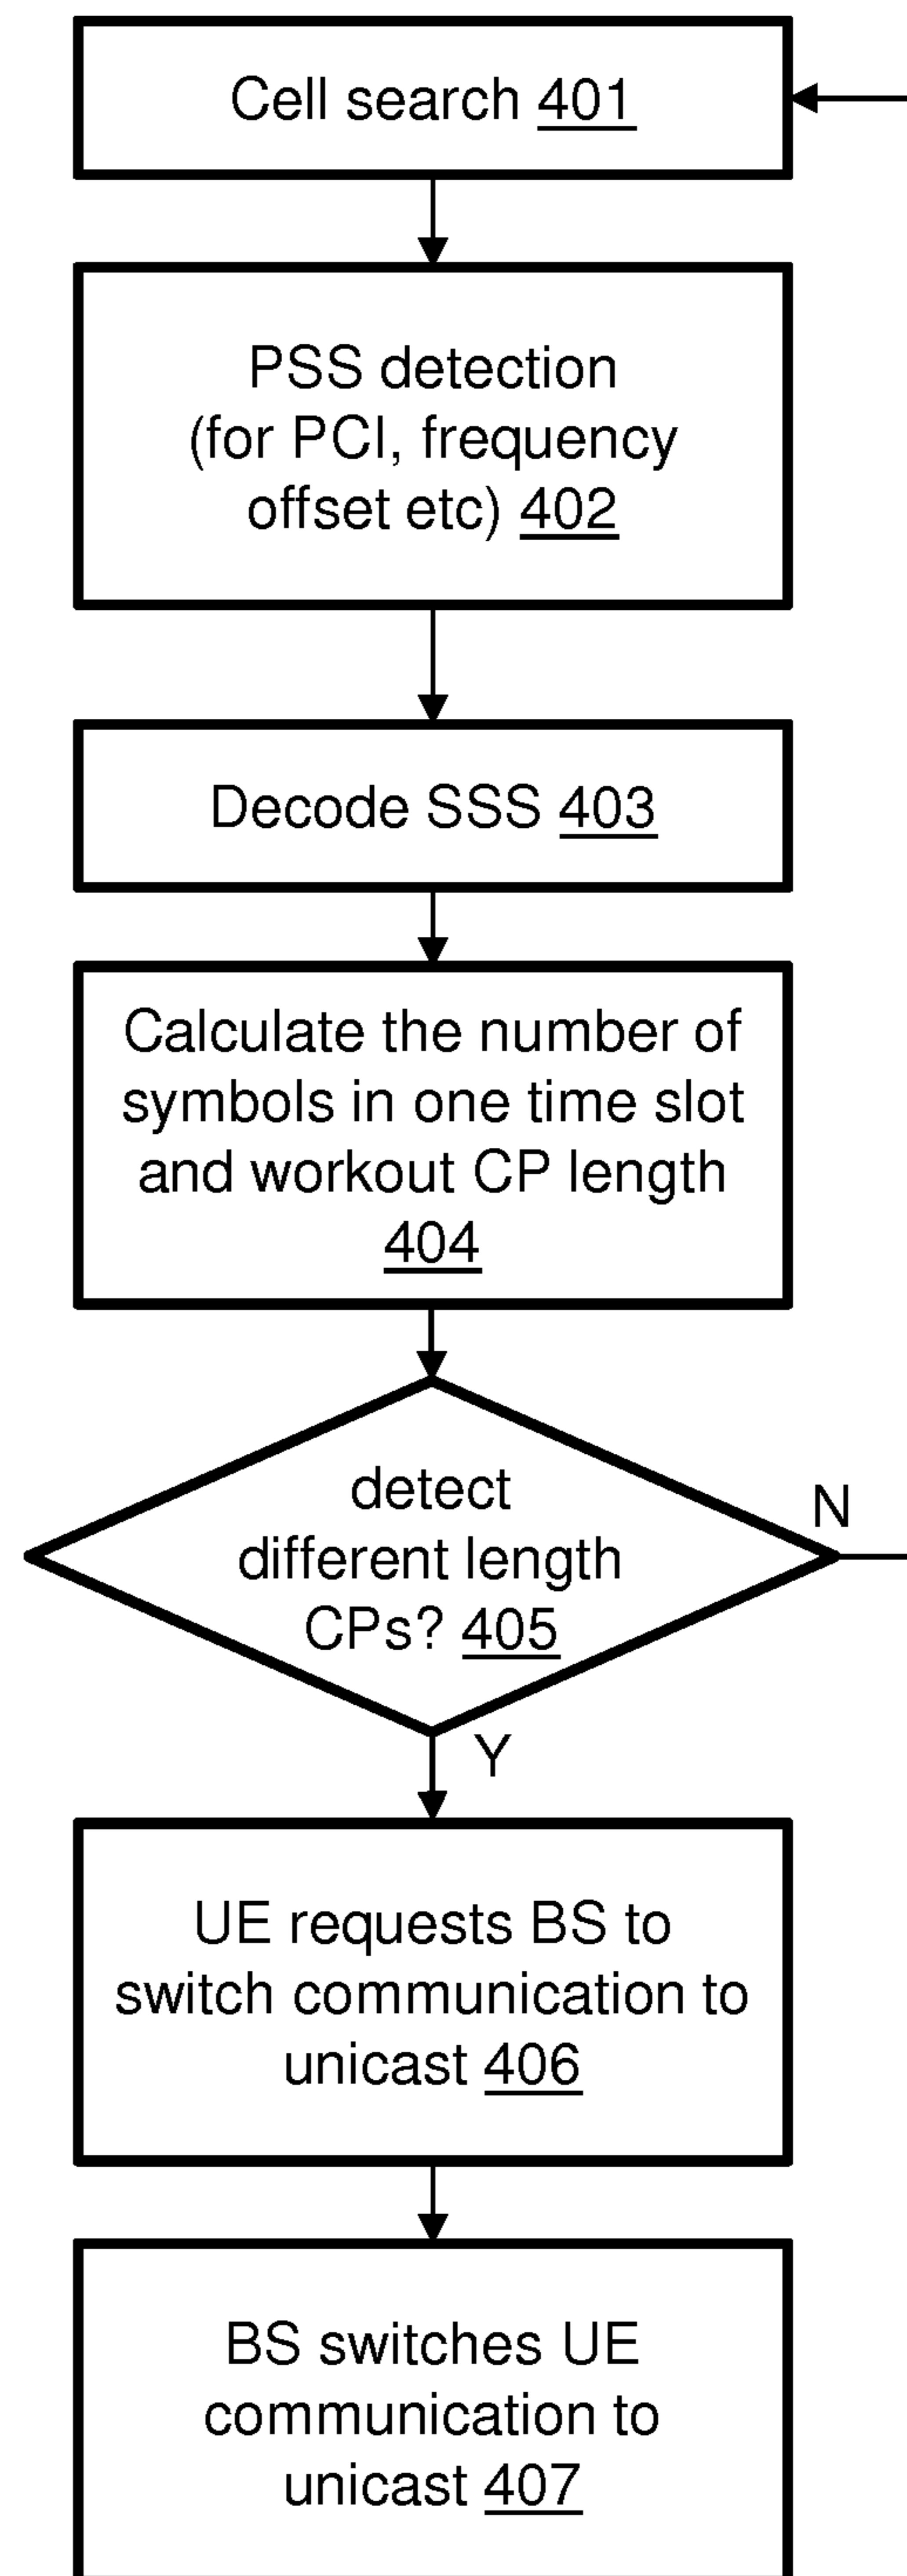 Cell search 401
PSS detection
(for PCI, frequency
offset etc) 402
Decode SSS 403
Calculate the number of
symbols in one time slot
and workout CP length
404
detect
different length
CPs? 405
N
Y
UE requests BS to
switch communication to
unicast 406
BS switches UE
communication to
unicast 407